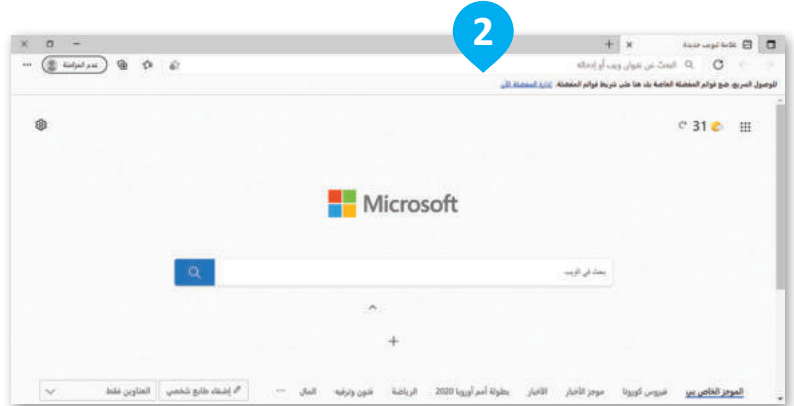 2
علامة تبويب جديدة
البحث عن عنوان ويب أو إدخاله
عدم المزامنة
للوصول السريع، ضع قوائم المفضلة الخاصة بك هنا على شريط قوائم المفضلة. إدارة المفضلة الآن
31 °C
Microsoft
بحث في الويب
الموجز الخاص بي فيروس كورونا موجز الأخبار الأخبار بطولة أمم أوروبا 2020 الرياضة فنون وترفيه المال ... إضفاء طابع شخصي العناوين فقط